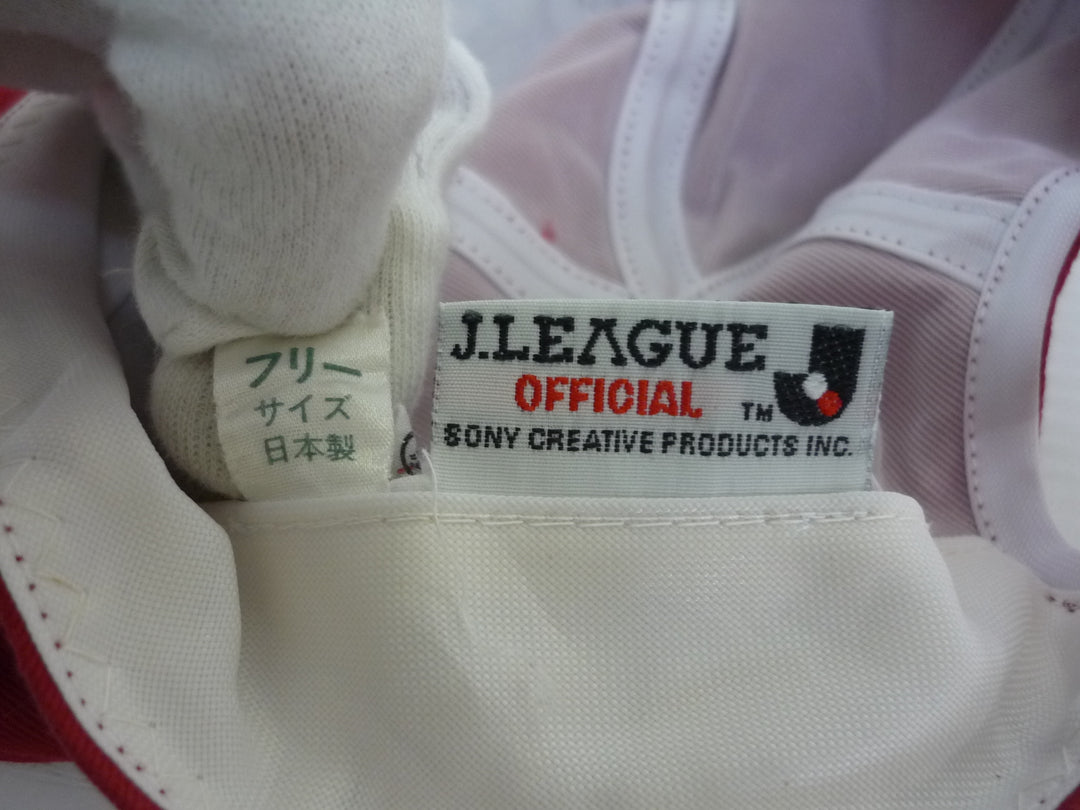 フリー
サイズ
日本製
J.LEAGUE
OFFICIAL
TM
SONY CREATIVE PRODUCTS INC.